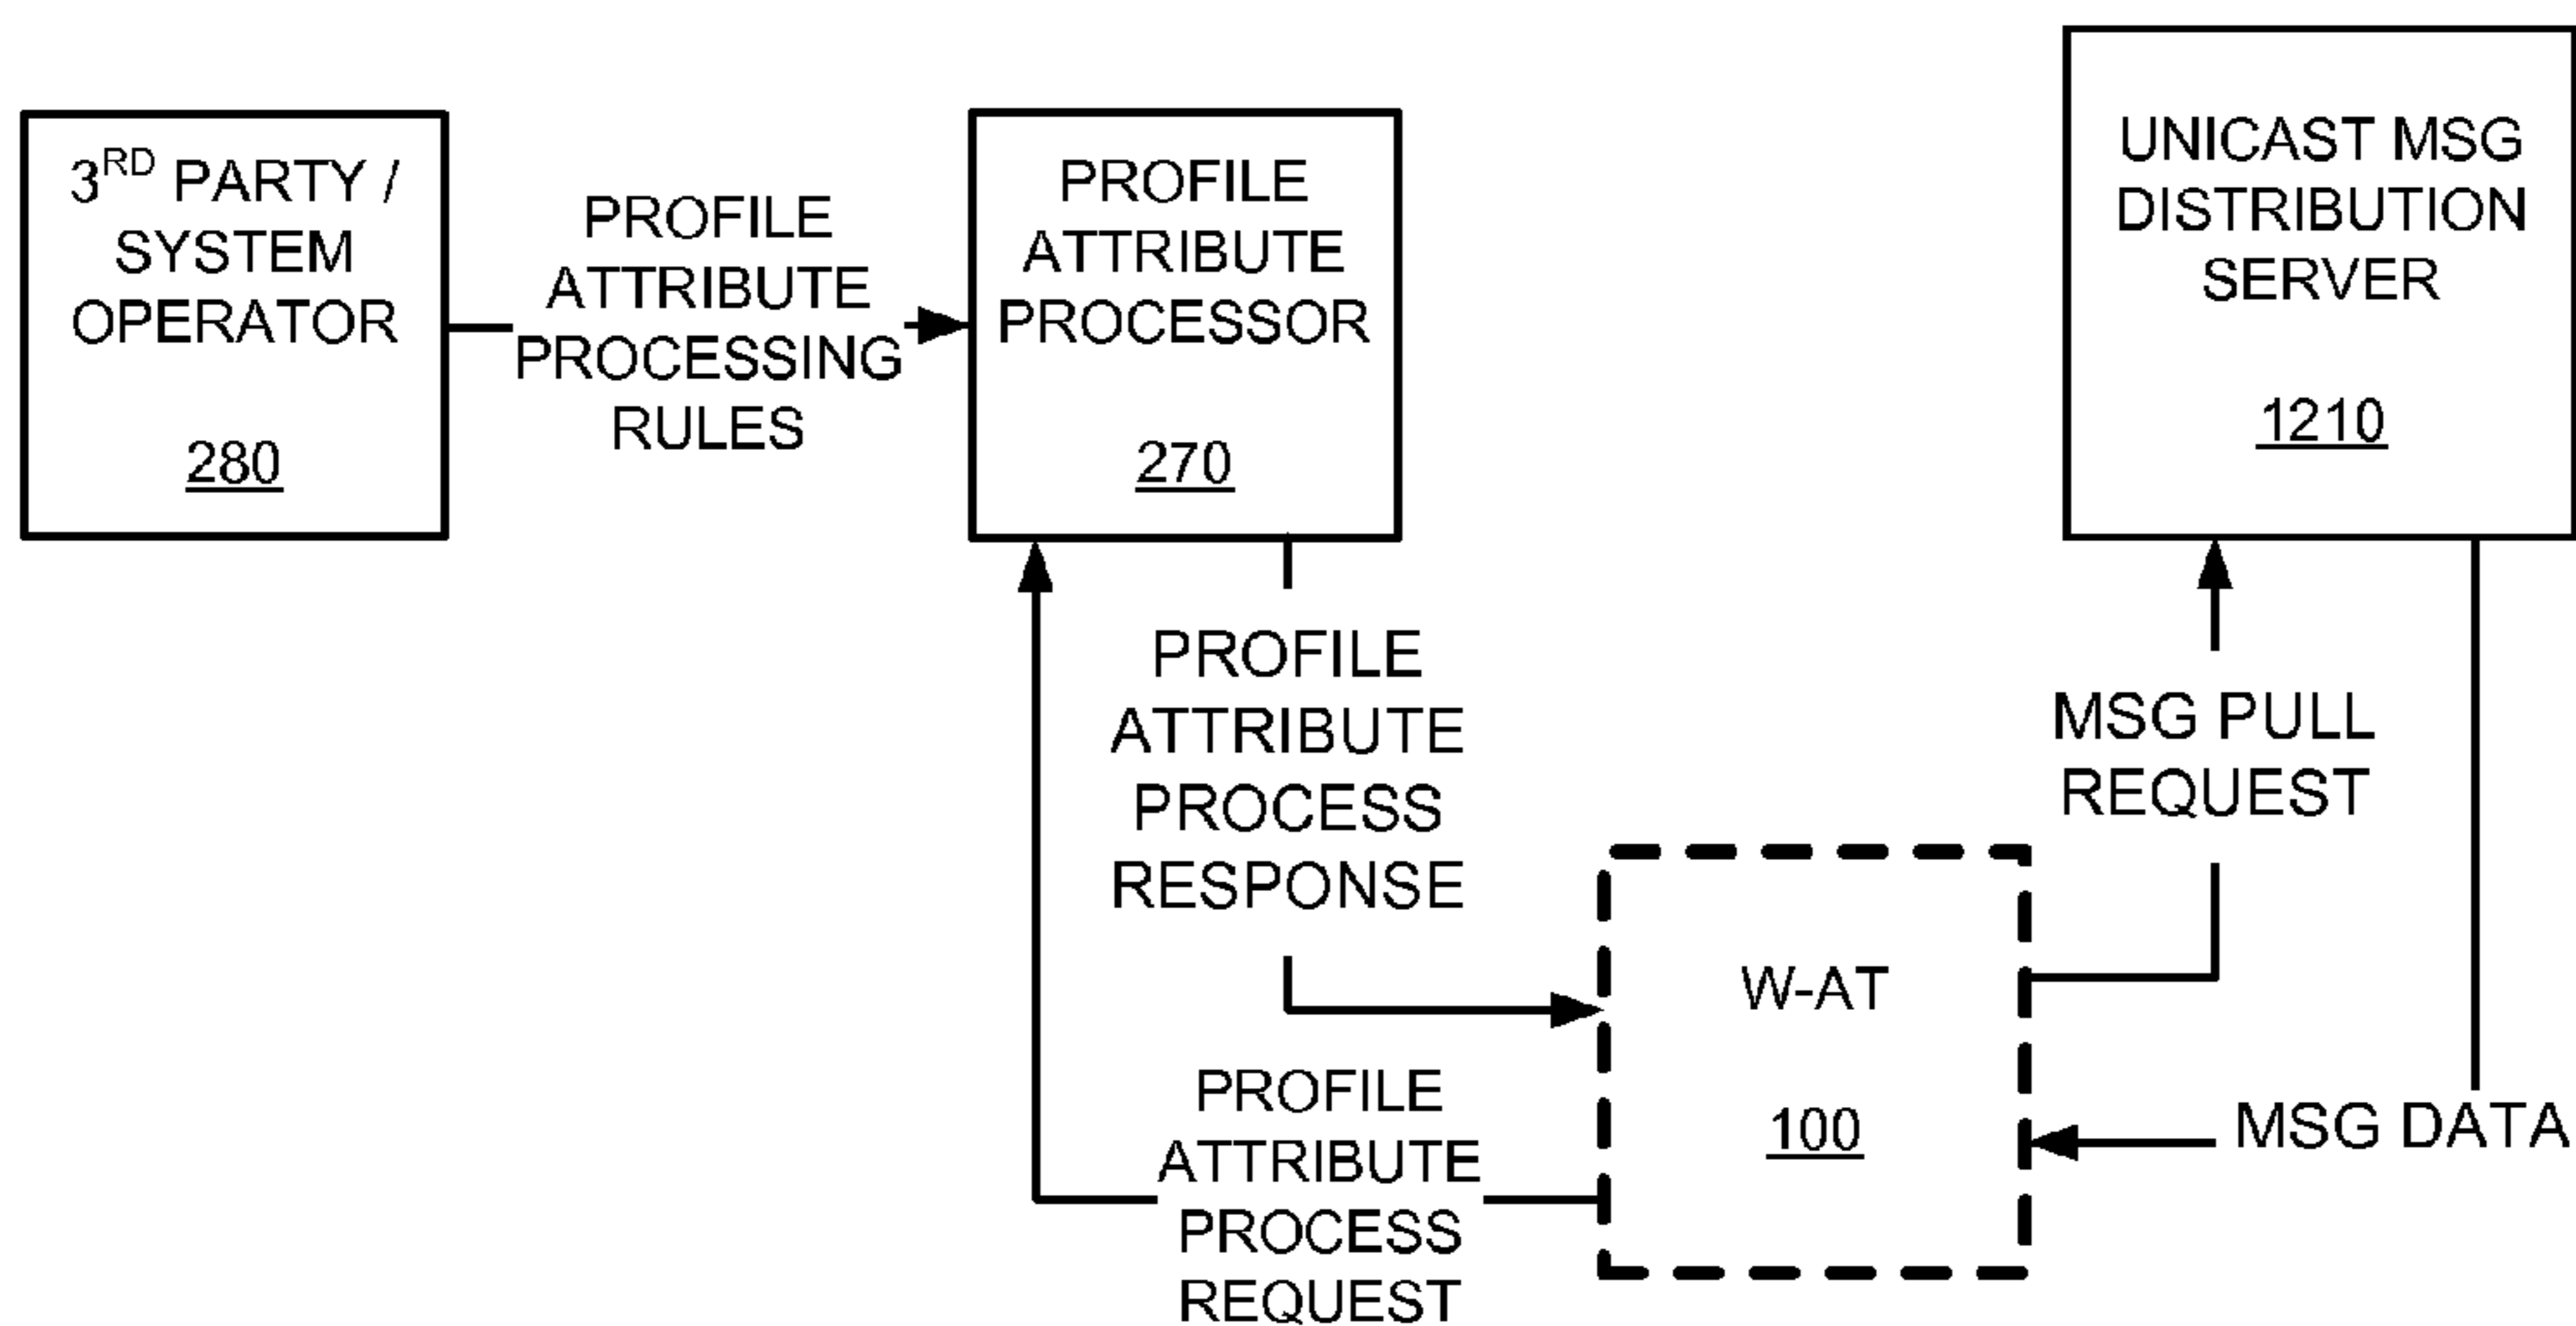 3RD PARTY /
SYSTEM
OPERATOR
280
PROFILE
ATTRIBUTE
PROCESSING
RULES
PROFILE
ATTRIBUTE
PROCESSOR
270
UNICAST MSG
DISTRIBUTION
SERVER
1210
PROFILE
ATTRIBUTE
PROCESS
RESPONSE
MSG PULL
REQUEST
W-AT
100
PROFILE
ATTRIBUTE
PROCESS
REQUEST
MSG DATA